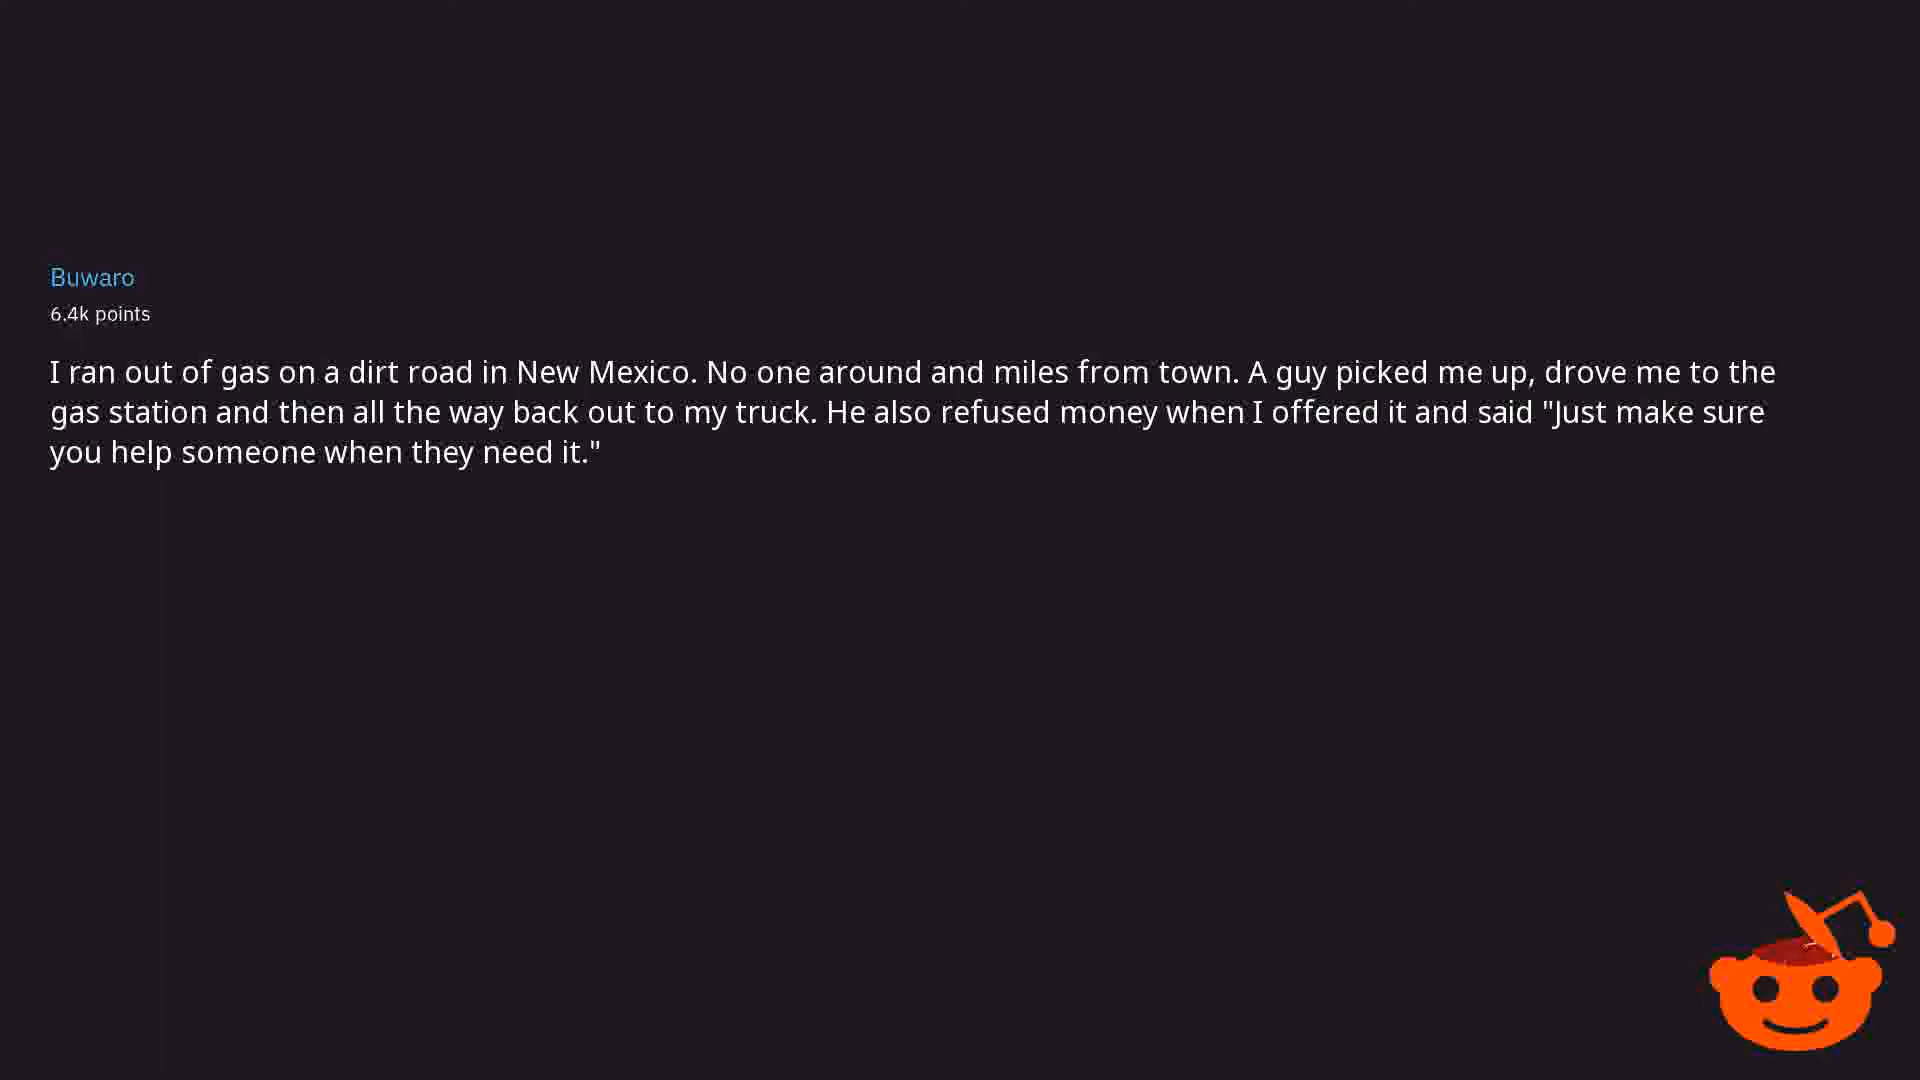 Buwaro
6.4k points
I ran out of gas on a dirt road in New Mexico. No one around and miles from town. A guy picked me up, drove me to the
gas station and then all the way back out to my truck. He also refused money when I offered it and said "Just make sure
you help someone when they need it."